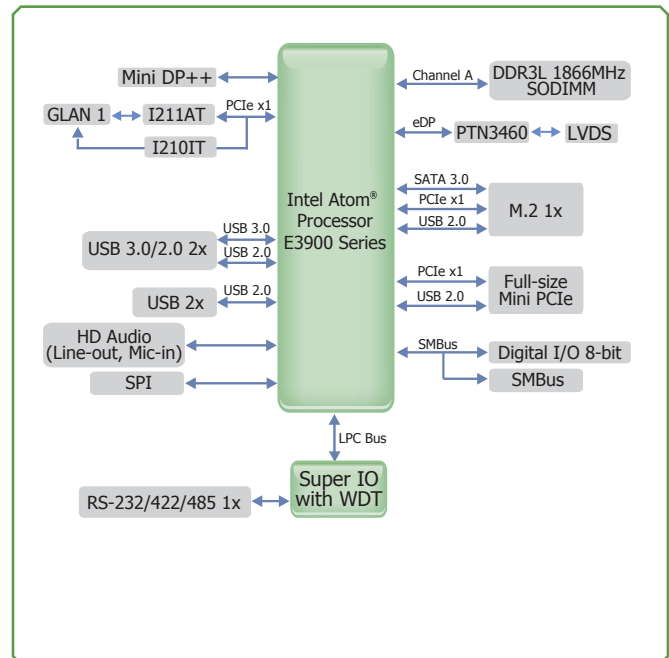 Mini DP++
GLAN 1
I211AT
PCIe x1
I210IT
USB 3.0/2.0 2x
USB 3.0
USB 2.0
USB 2x
USB 2.0
HD Audio
(Line-out, Mic-in)
SPI
Intel Atom®
Processor
E3900 Series
Channel A
DDR3L 1866MHz
SODIMM
eDP
PTN3460
LVDS
SATA 3.0
PCIe x1
USB 2.0
M.2 1x
PCIe x1
USB 2.0
Full-size
Mini PCIe
SMBus
Digital I/O 8-bit
SMBus
LPC Bus
Super IO
with WDT
RS-232/422/485 1x